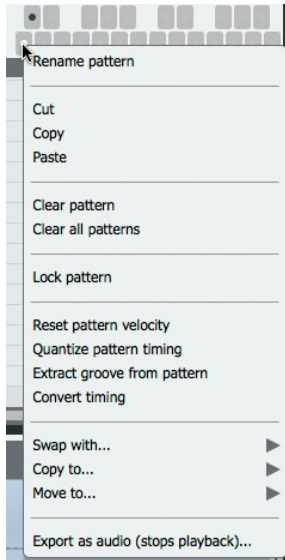 Rename pattern
Cut
Copy
Paste
Clear pattern
Clear all patterns
Lock pattern
Reset pattern velocity
Quantize pattern timing
Extract groove from pattern
Convert timing
Swap with...
Copy to...
Move to...
Export as audio (stops playback)...